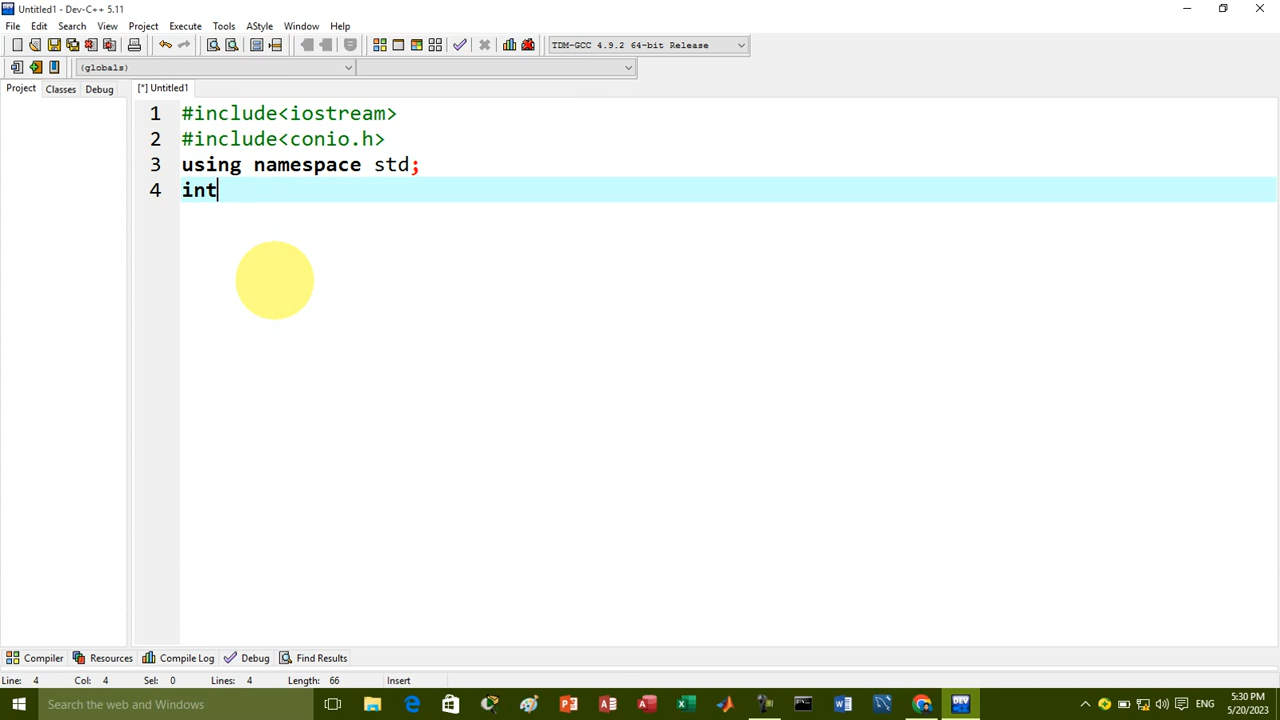 Untitled1 - Dev-C++ 5.11
File Edit Search View Project Execute Tools AStyle Window Help
TDM-GCC 4.9.2 64-bit Release
(globals)
Project Classes Debug [*] Untitled1
1 #include<iostream>
2 #include<conio.h>
3 using namespace std;
4 int
Compiler Resources Compile Log Debug Find Results
Line: 4 Col: 4 Sel: 0 Lines: 4 Length: 66 Insert
Search the web and Windows
ENG
5:30 PM
5/20/2023